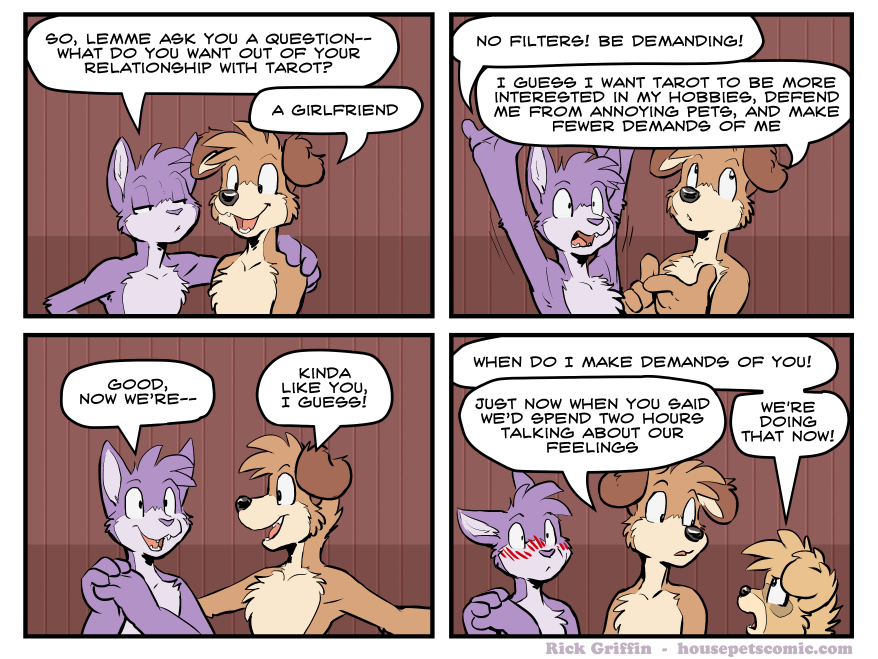 SO, LEMME ASK YOU A QUESTION--
WHAT DO YOU WANT OUT OF YOUR
RELATIONSHIP WITH TAROT?
A GIRLFRIEND
NO FILTERS! BE DEMANDING!
I GUESS I WANT TAROT TO BE MORE
INTERESTED IN MY HOBBIES, DEFEND
ME FROM ANNOYING PETS, AND MAKE
FEWER DEMANDS OF ME
GOOD,
NOW WE'RE--
KINDA
LIKE YOU,
I GUESS!
WHEN DO I MAKE DEMANDS OF YOU!
JUST NOW WHEN YOU SAID
WE'D SPEND TWO HOURS
TALKING ABOUT OUR
FEELINGS
WE'RE
DOING
THAT NOW!
Rick Griffin - housepetscomic.com